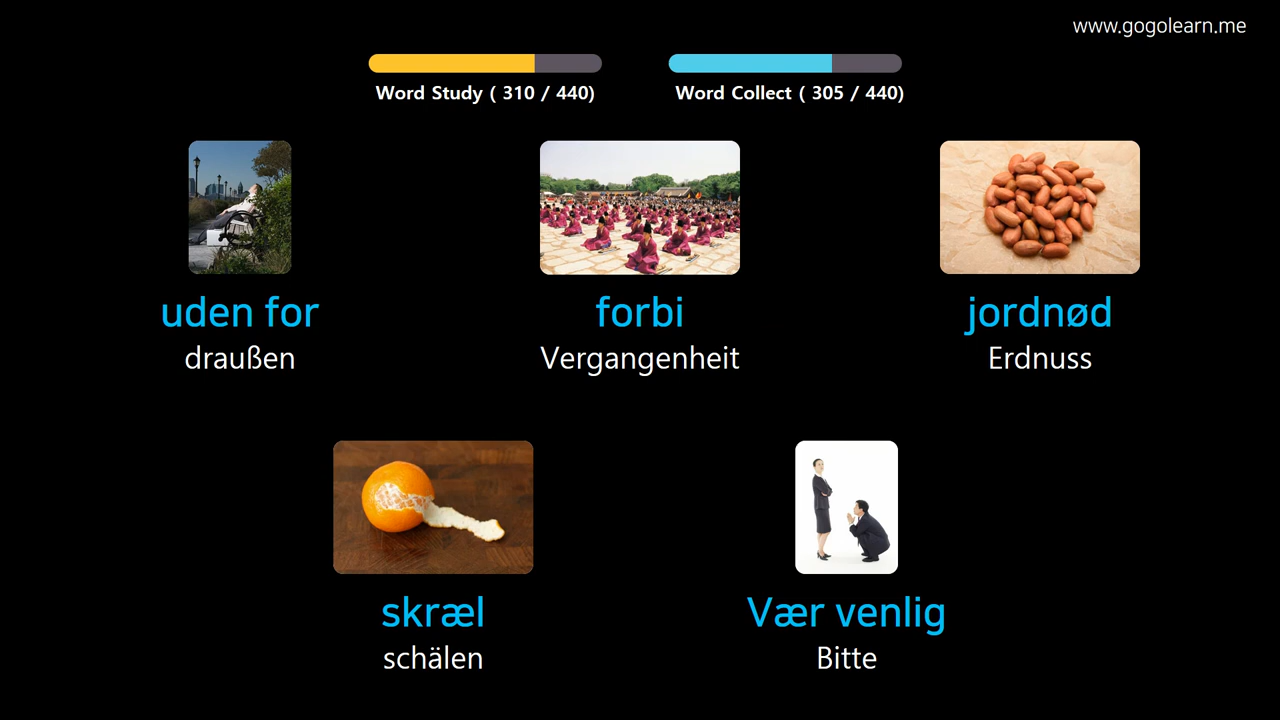 www.gogolearn.me
Word Study ( 310 / 440)
Word Collect ( 305 / 440)
uden for
draußen
forbi
Vergangenheit
jordnød
Erdnuss
skræl
schälen
Vær venlig
Bitte